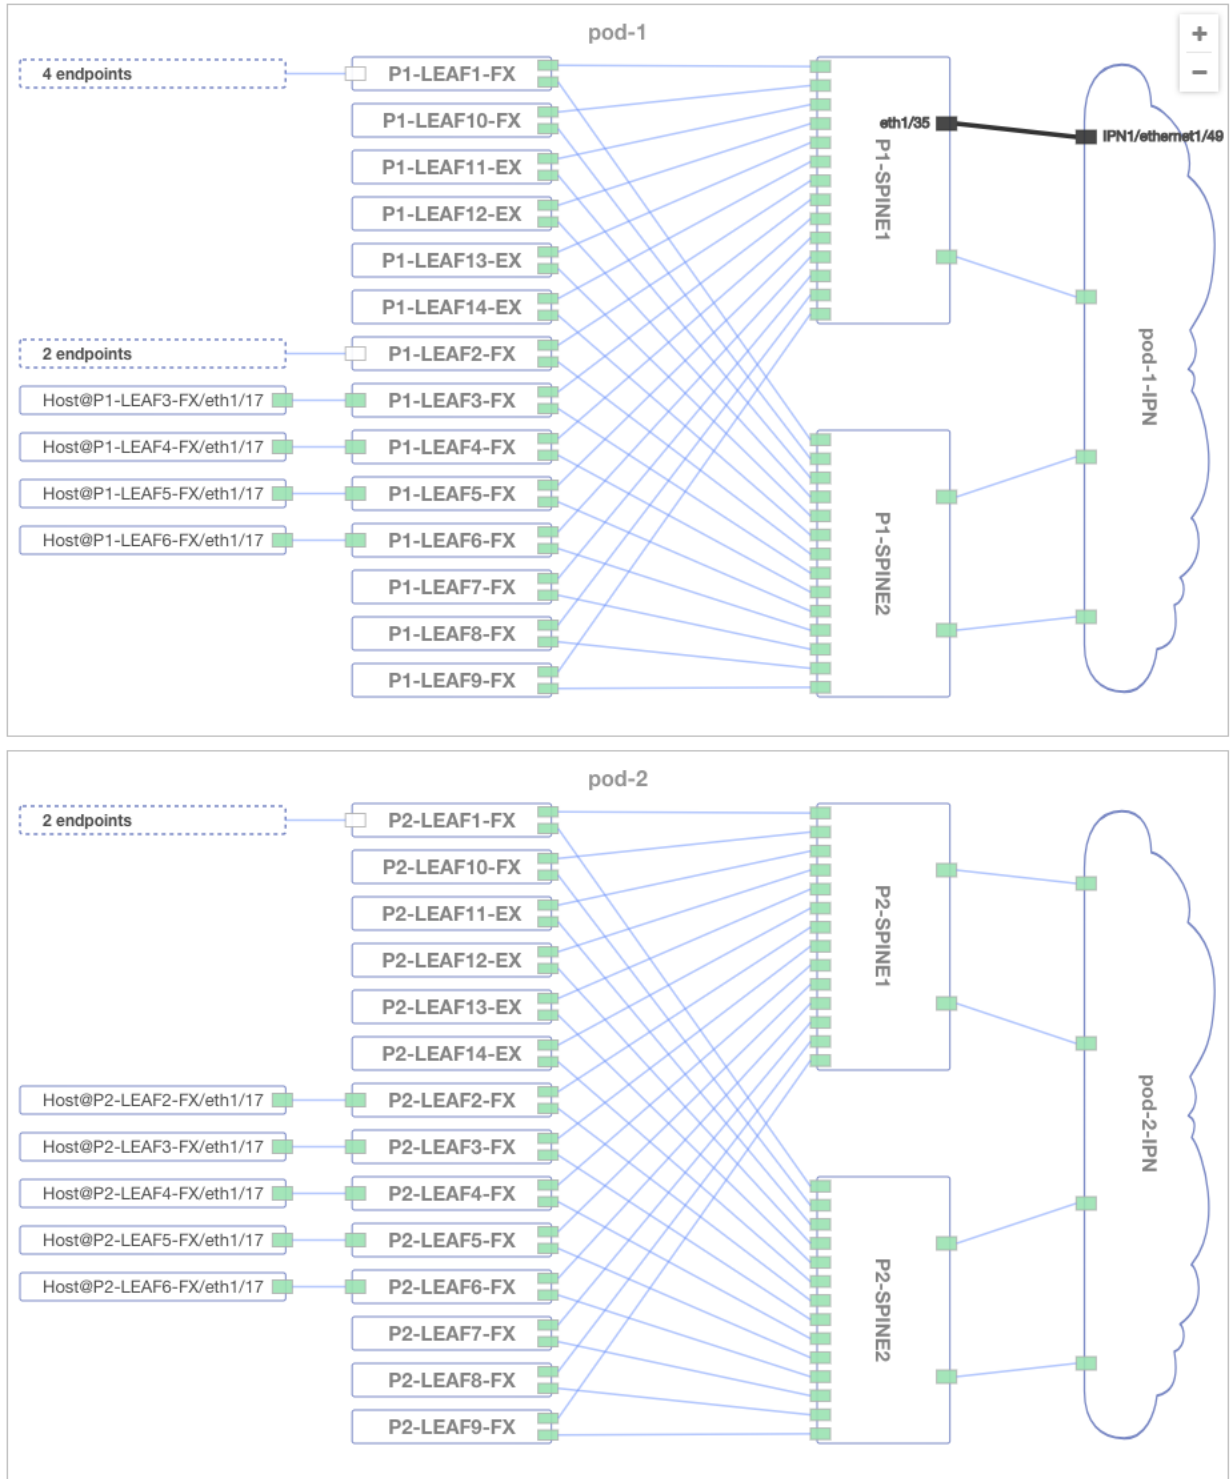 pod-1
+
−
4 endpoints
P1-LEAF1-FX
P1-LEAF10-FX
P1-LEAF11-EX
P1-LEAF12-EX
P1-LEAF13-EX
P1-LEAF14-EX
2 endpoints
P1-LEAF2-FX
Host@P1-LEAF3-FX/eth1/17
P1-LEAF3-FX
Host@P1-LEAF4-FX/eth1/17
P1-LEAF4-FX
Host@P1-LEAF5-FX/eth1/17
P1-LEAF5-FX
Host@P1-LEAF6-FX/eth1/17
P1-LEAF6-FX
P1-LEAF7-FX
P1-LEAF8-FX
P1-LEAF9-FX
eth1/35
P1-SPINE1
P1-SPINE2
IPN1/ethernet1/49
pod-1-IPN
pod-2
2 endpoints
P2-LEAF1-FX
P2-LEAF10-FX
P2-LEAF11-EX
P2-LEAF12-EX
P2-LEAF13-EX
P2-LEAF14-EX
Host@P2-LEAF2-FX/eth1/17
P2-LEAF2-FX
Host@P2-LEAF3-FX/eth1/17
P2-LEAF3-FX
Host@P2-LEAF4-FX/eth1/17
P2-LEAF4-FX
Host@P2-LEAF5-FX/eth1/17
P2-LEAF5-FX
Host@P2-LEAF6-FX/eth1/17
P2-LEAF6-FX
P2-LEAF7-FX
P2-LEAF8-FX
P2-LEAF9-FX
P2-SPINE1
P2-SPINE2
pod-2-IPN